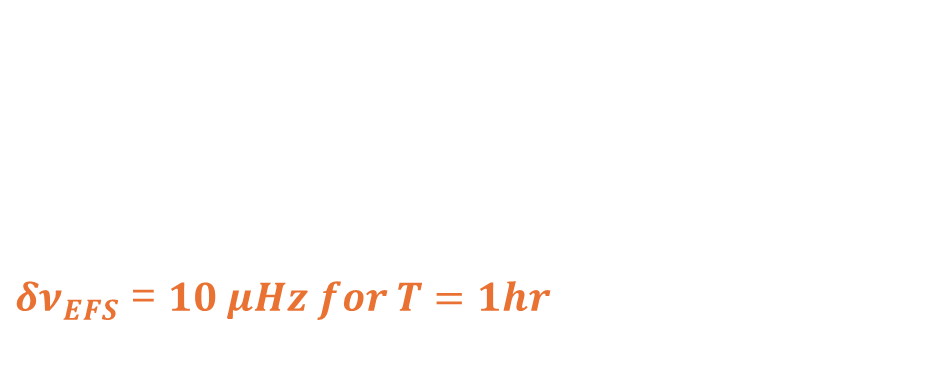 δν_EFS = 10 μHz for T = 1hr